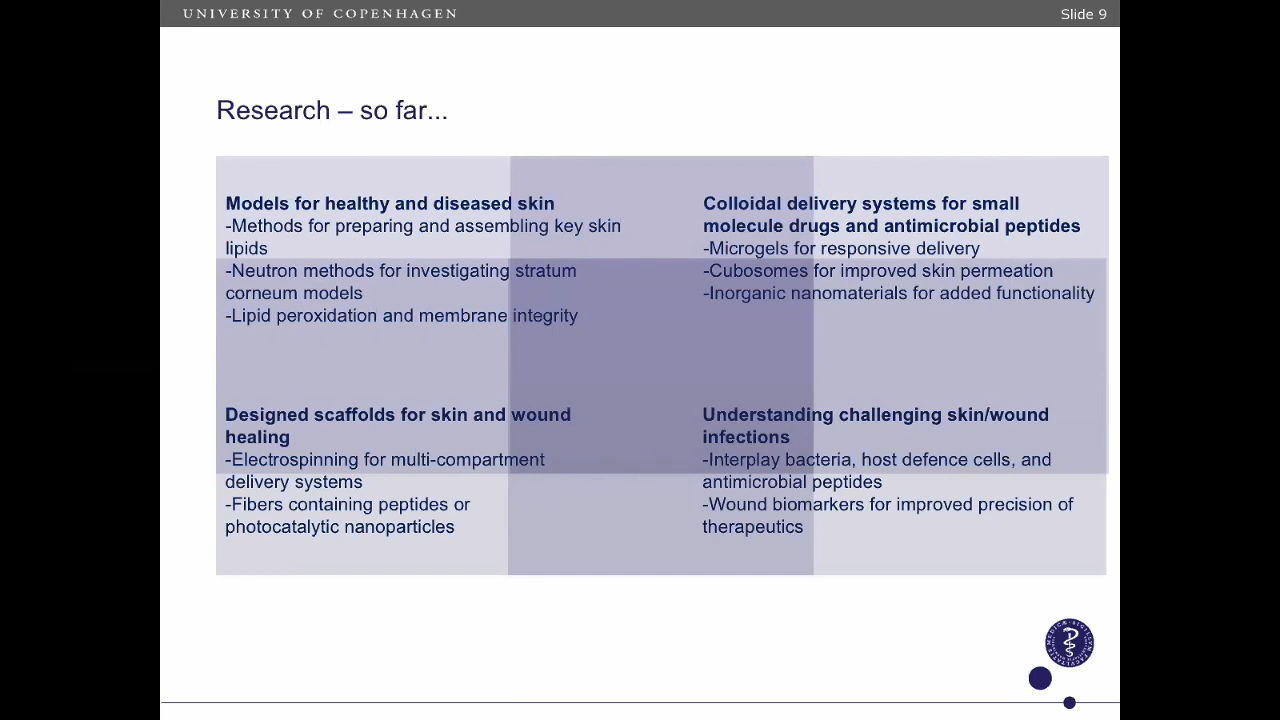 UNIVERSITY OF COPENHAGEN
Slide 9
Research – so far...
Models for healthy and diseased skin
-Methods for preparing and assembling key skin
lipids
-Neutron methods for investigating stratum
corneum models
-Lipid peroxidation and membrane integrity
Colloidal delivery systems for small
molecule drugs and antimicrobial peptides
-Microgels for responsive delivery
-Cubosomes for improved skin permeation
-Inorganic nanomaterials for added functionality
Designed scaffolds for skin and wound
healing
-Electrospinning for multi-compartment
delivery systems
-Fibers containing peptides or
photocatalytic nanoparticles
Understanding challenging skin/wound
infections
-Interplay bacteria, host defence cells, and
antimicrobial peptides
-Wound biomarkers for improved precision of
therapeutics